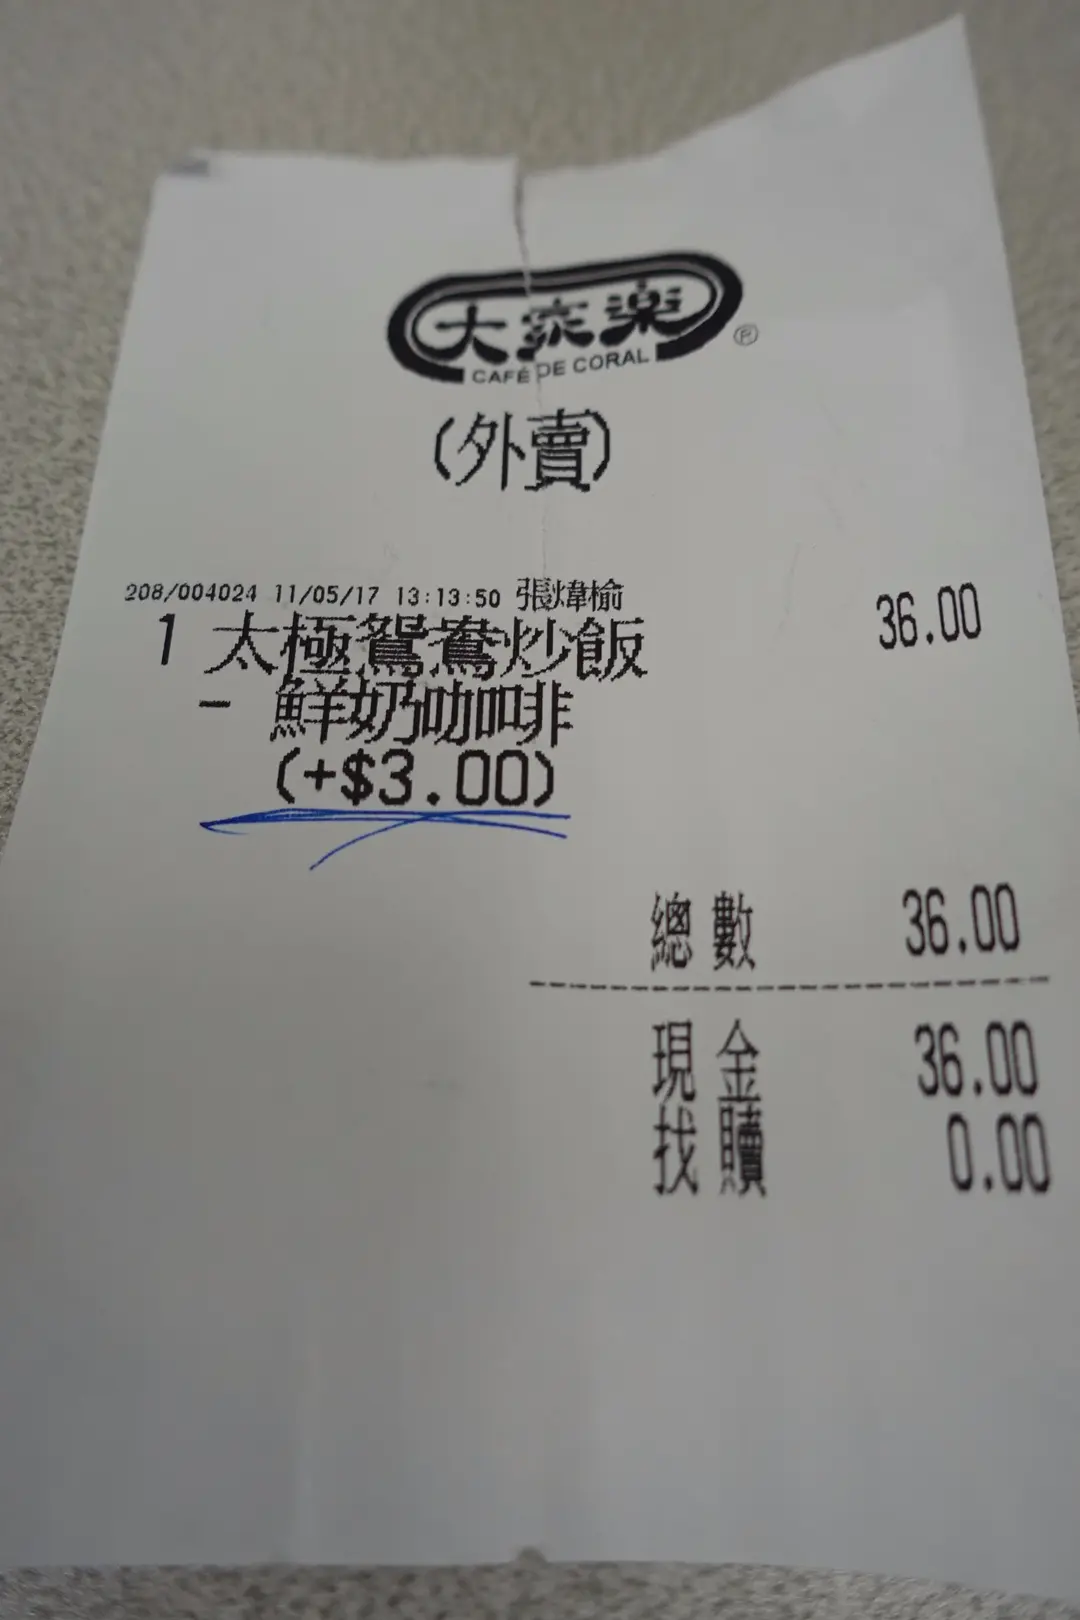 大家樂
CAFÉ DE CORAL ®
(外賣)
208/004024 11/05/17 13:13:50 張煒榆
1 太極鴛鴦炒飯 36.00
- 鮮奶咖啡
(+$3.00)
總數 36.00
現金 36.00
找贖 0.00